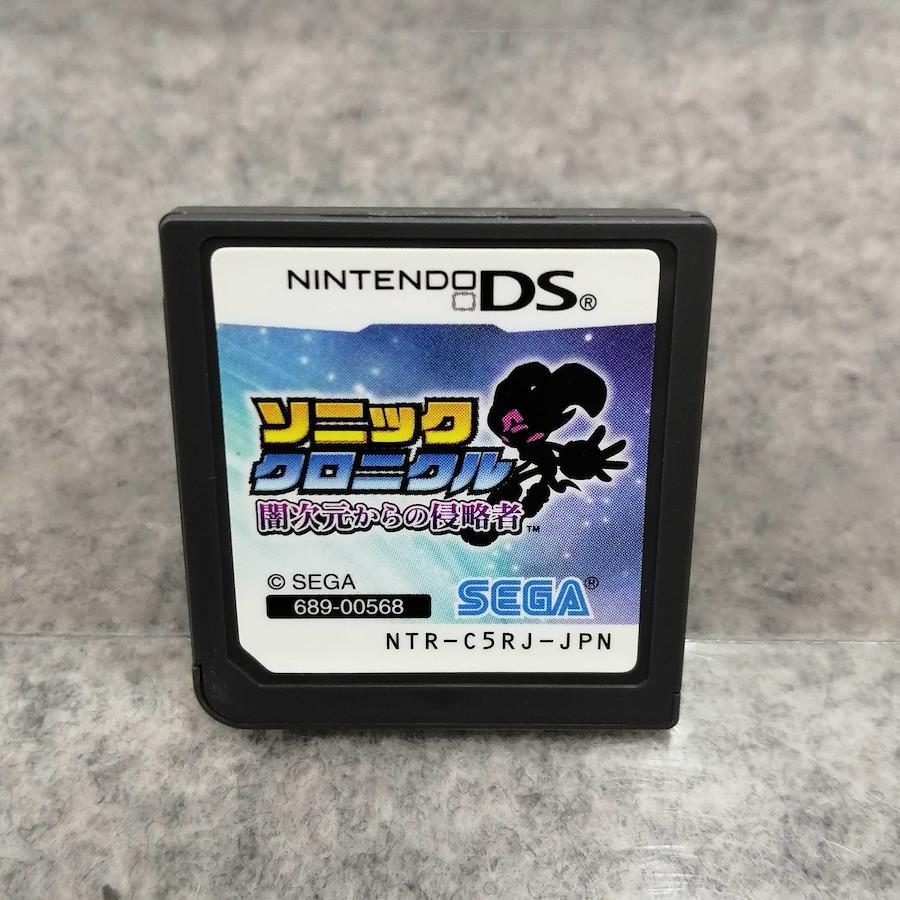 NINTENDO DS®
ソニック
クロニクル
闇次元からの侵略者™
© SEGA
689-00568
SEGA®
NTR-C5RJ-JPN